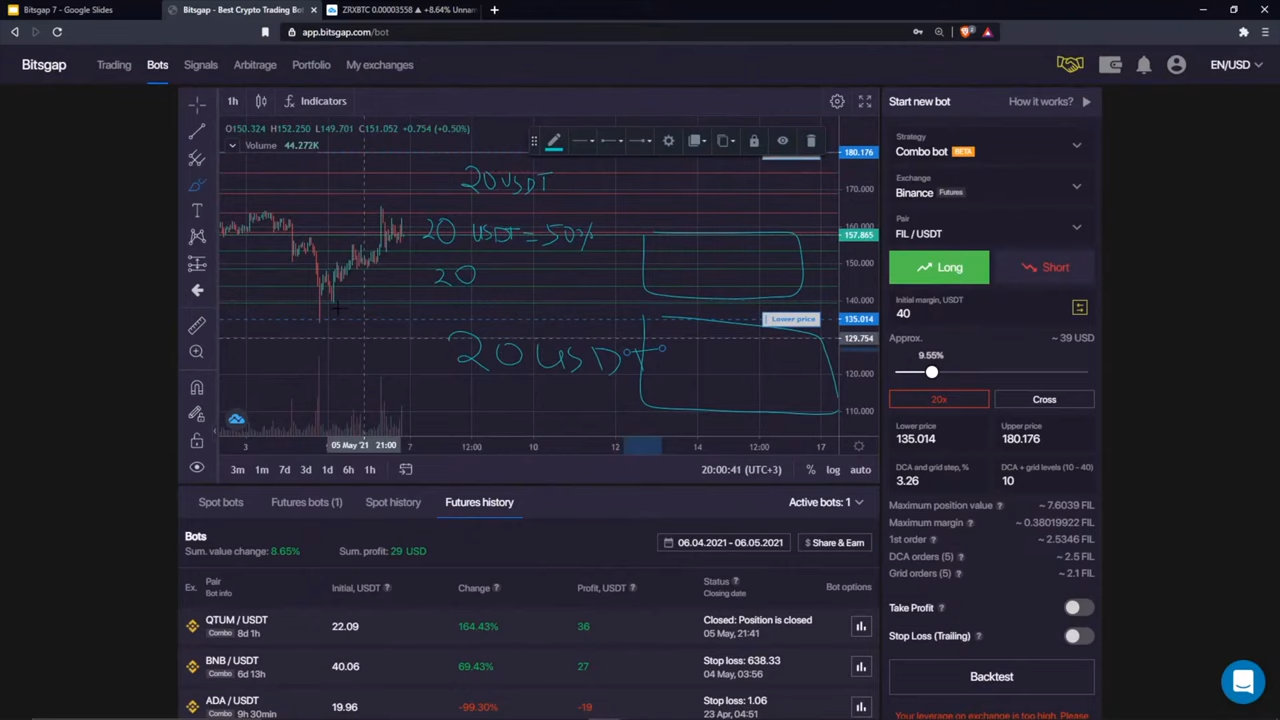 Bitsgap 7 - Google Slides
Bitsgap - Best Crypto Trading Bot
ZRXBTC 0.00003558 ▲ +8.64% Unnam
app.bitsgap.com/bot
Bitsgap Trading Bots Signals Arbitrage Portfolio My exchanges EN/USD
1h Indicators
O150.324 H152.250 L149.701 C151.052 +0.754 (+0.50%)
Volume 44.272K
180.176
170.000
160.000
157.865
150.000
140.000
135.014
129.754
120.000
110.000
20 USDT
20 USDT = 50%
20
20 USDT
Lower price
3 05 May '21 21:00 7 12:00 10 12 14 12:00 17
3m 1m 7d 3d 1d 6h 1h 20:00:41 (UTC+3) % log auto
Spot bots Futures bots (1) Spot history Futures history Active bots: 1
Bots
Sum. value change: 8.65% Sum. profit: 29 USD
06.04.2021 - 06.05.2021 $ Share & Earn
Ex. Pair Initial, USDT Change Profit, USDT Status Bot options
Bot info Closing date
QTUM / USDT 22.09 164.43% 36 Closed: Position is closed
Combo 8d 1h 05 May, 21:41
BNB / USDT 40.06 69.43% 27 Stop loss: 638.33
Combo 6d 13h 04 May, 03:56
ADA / USDT 19.96 -99.30% -19 Stop loss: 1.06
Combo 9h 30min 23 Apr, 04:51
Start new bot How it works?
Strategy
Combo bot BETA
Exchange
Binance Futures
Pair
FIL / USDT
Long Short
Initial margin, USDT
40
Approx. ~ 39 USD
9.55%
20x Cross
Lower price Upper price
135.014 180.176
DCA and grid step, % DCA + grid levels (10 - 40)
3.26 10
Maximum position value ~ 7.6039 FIL
Maximum margin ~ 0.38019922 FIL
1st order ~ 2.5346 FIL
DCA orders (5) ~ 2.5 FIL
Grid orders (5) ~ 2.1 FIL
Take Profit
Stop Loss (Trailing)
Backtest
Your leverage on exchange is too high. Please